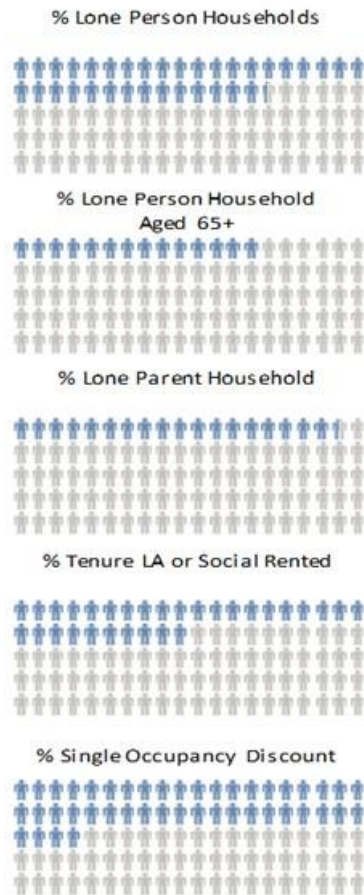 % Lone Person Households
% Lone Person Household
Aged 65+
% Lone Parent Household
% Tenure LA or Social Rented
% Single Occupancy Discount